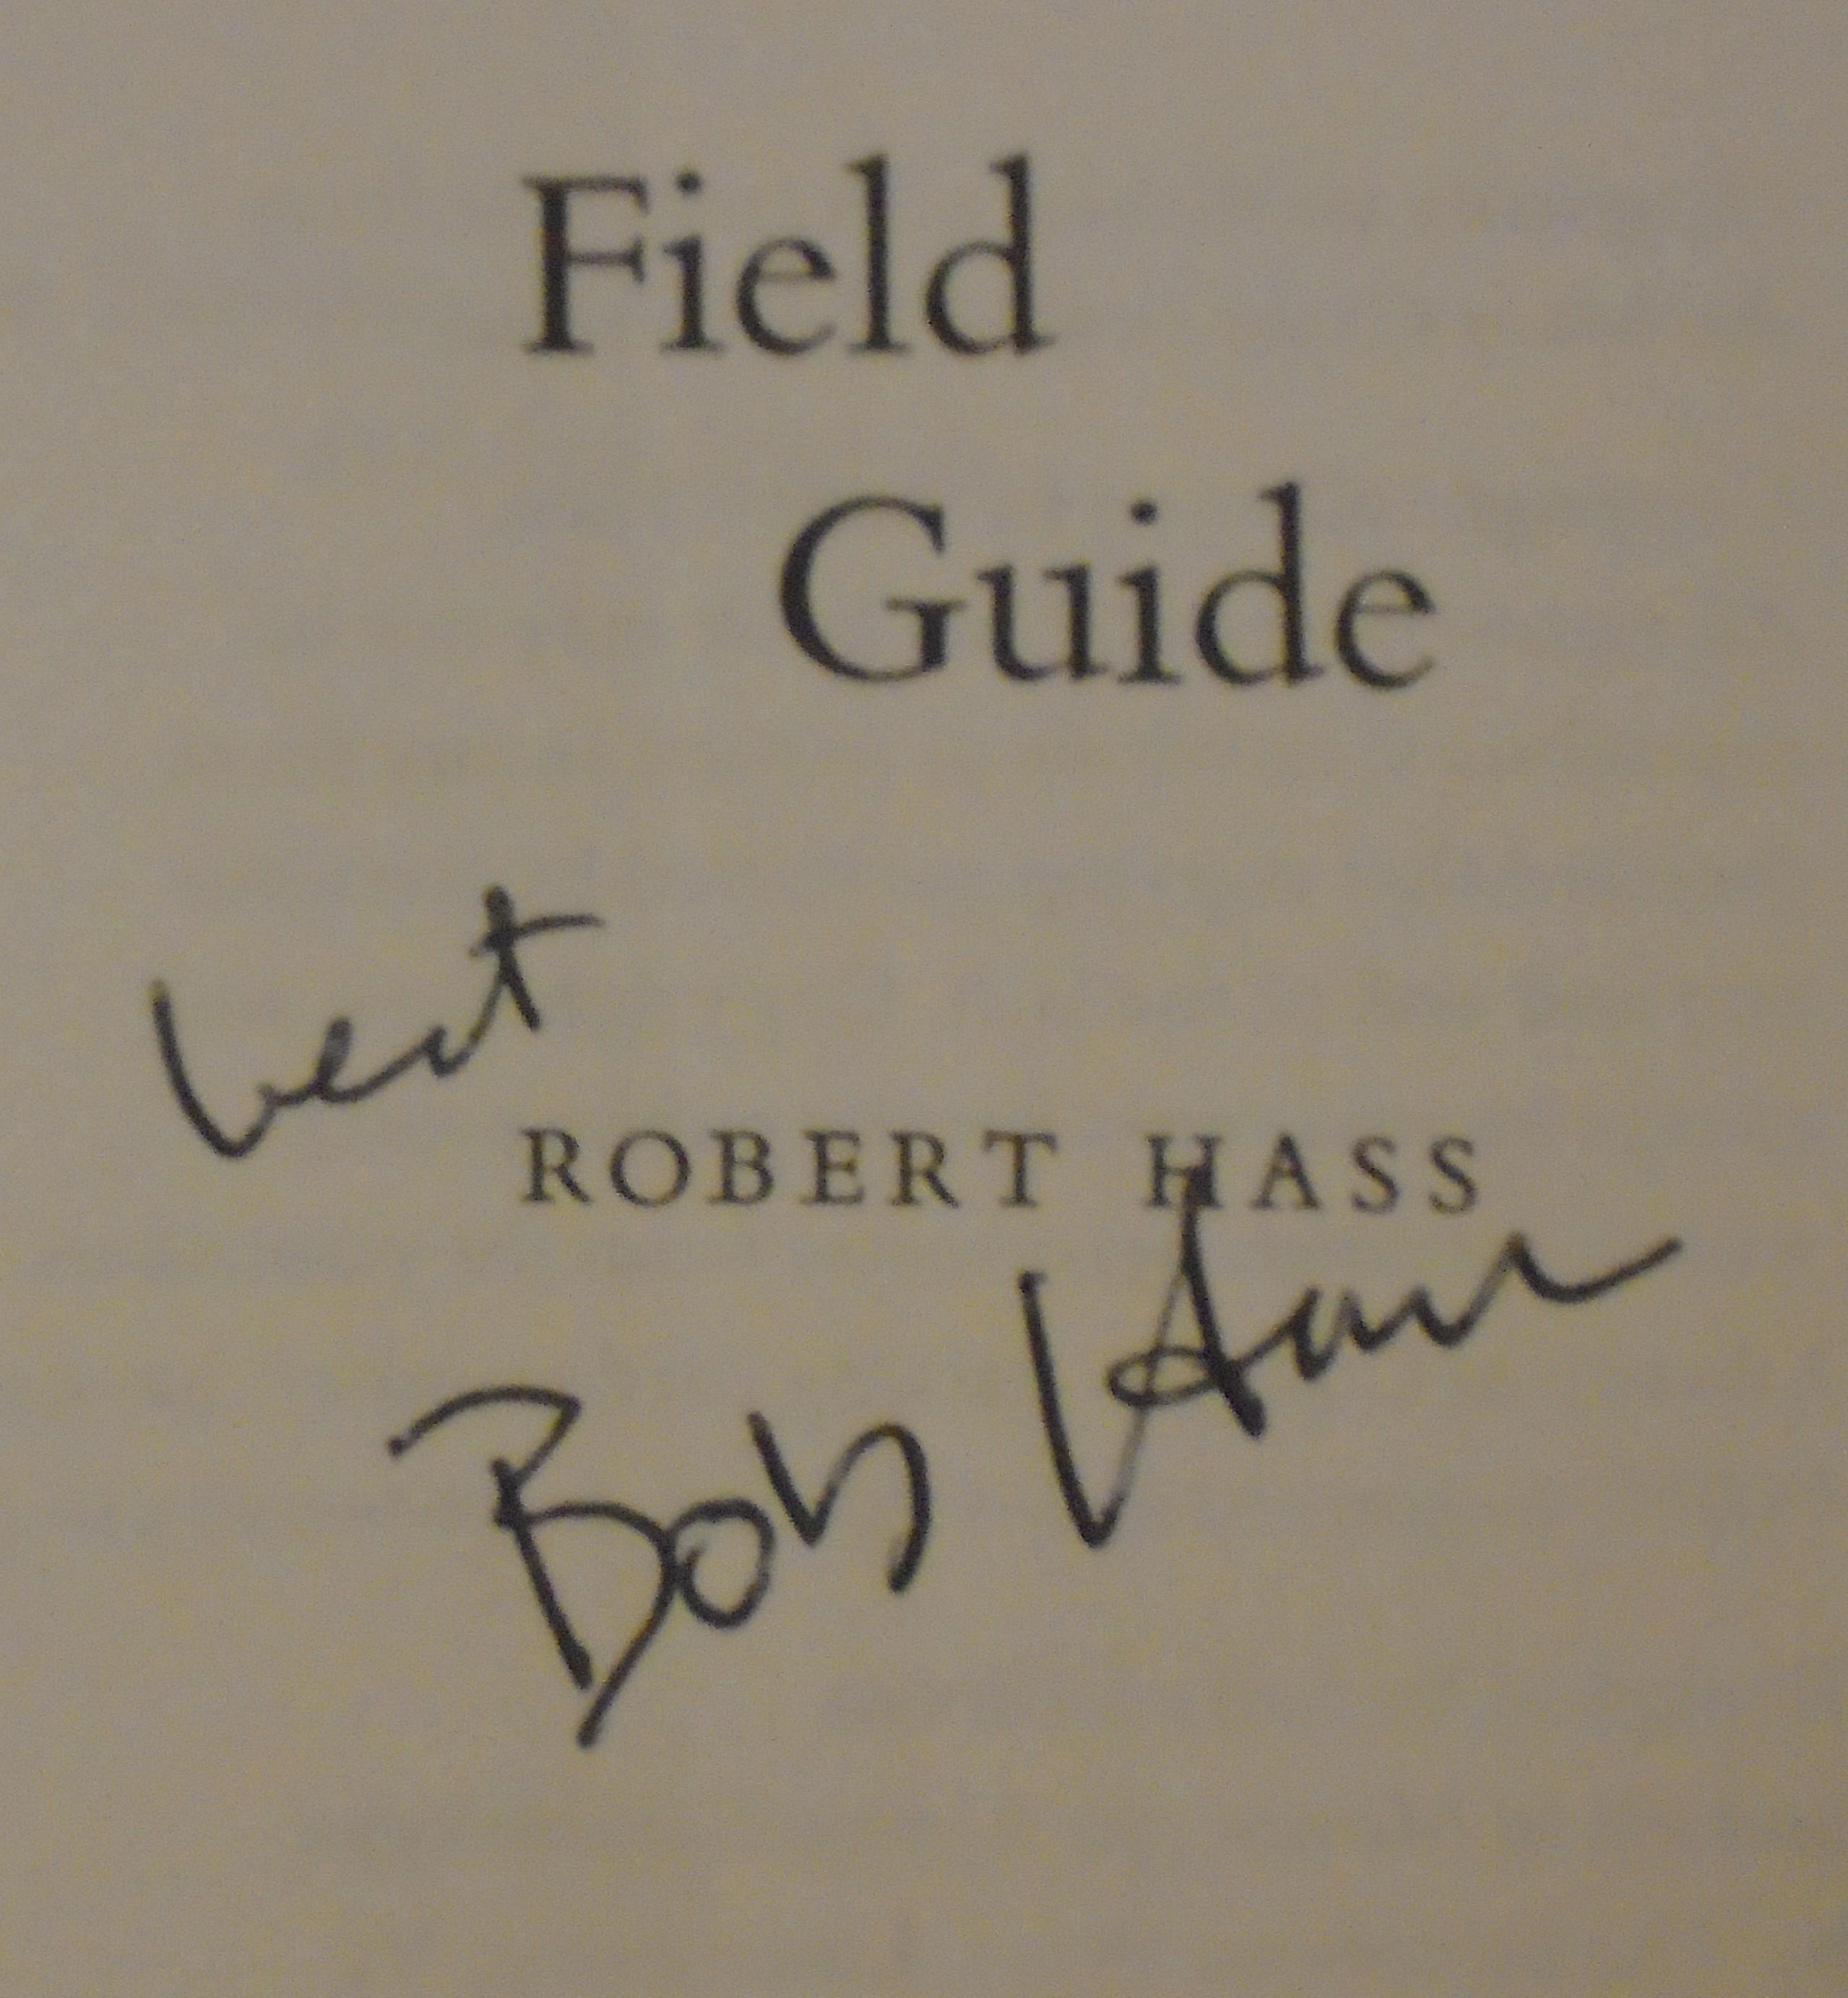 Field
Guide
best
ROBERT HASS
Bob Hass